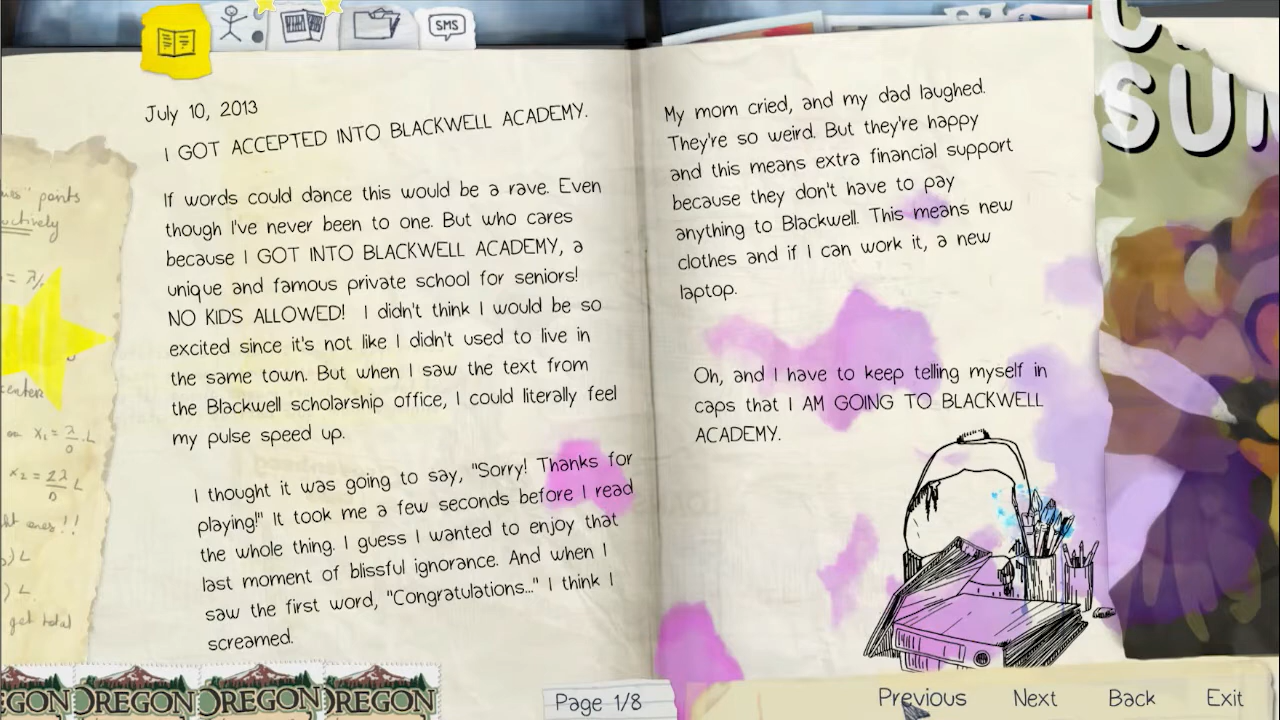 SMS
July 10, 2013
I GOT ACCEPTED INTO BLACKWELL ACADEMY.
If words could dance this would be a rave. Even
though I've never been to one. But who cares
because I GOT INTO BLACKWELL ACADEMY, a
unique and famous private school for seniors!
NO KIDS ALLOWED! I didn't think I would be so
excited since it's not like I didn't used to live in
the same town. But when I saw the text from
the Blackwell scholarship office, I could literally feel
my pulse speed up.
I thought it was going to say, "Sorry! Thanks for
playing!" It took me a few seconds before I read
the whole thing. I guess I wanted to enjoy that
last moment of blissful ignorance. And when I
saw the first word, "Congratulations..." I think I
screamed.
My mom cried, and my dad laughed.
They're so weird. But they're happy
and this means extra financial support
because they don't have to pay
anything to Blackwell. This means new
clothes and if I can work it, a new
laptop.
Oh, and I have to keep telling myself in
caps that I AM GOING TO BLACKWELL
ACADEMY.
points
get total
OREGON OREGON OREGON
Page 1/8
Previous Next Back Exit